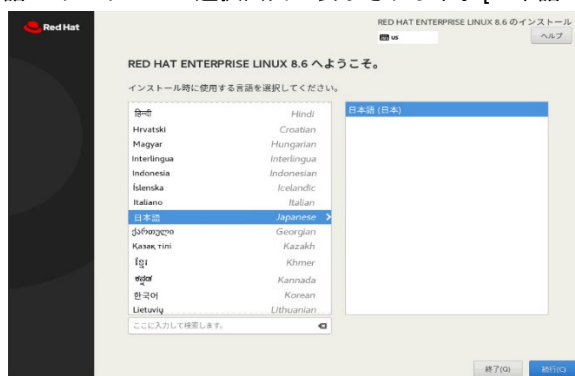 Red Hat
RED HAT ENTERPRISE LINUX 8.6 のインストール
us
ヘルプ
RED HAT ENTERPRISE LINUX 8.6 へようこそ。
インストール時に使用する言語を選択してください。
हिन्दी Hindi
Hrvatski Croatian
Magyar Hungarian
Interlingua Interlingua
Indonesia Indonesian
Íslenska Icelandic
Italiano Italian
日本語 Japanese
ქართული Georgian
Қазақ тілі Kazakh
ខ្មែរ Khmer
ಕನ್ನಡ Kannada
한국어 Korean
Lietuvių Lithuanian
日本語 (日本)
ここに入力して検索します。
終了(Q) 続行(C)